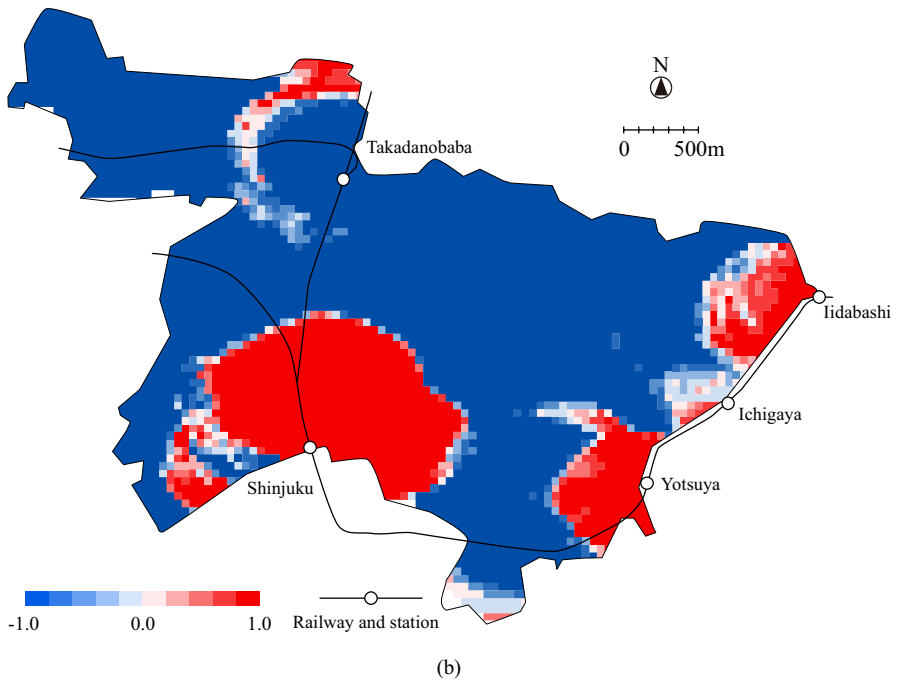 N
0 500m
Takadanobaba
Iidabashi
Ichigaya
Yotsuya
Shinjuku
-1.0 0.0 1.0
Railway and station
(b)